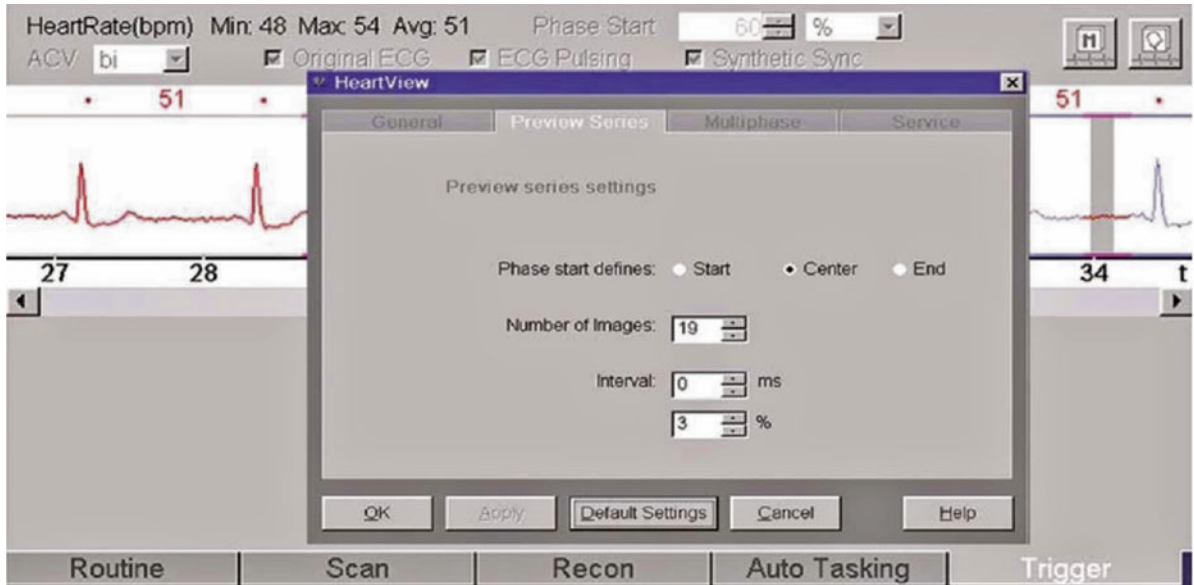 HeartRate(bpm) Min: 48 Max: 54 Avg: 51 Phase Start 60 %
ACV bi Original ECG ECG Pulsing Synthetic Sync
HeartView
51 51
General Preview Series Multiphase Service
Preview series settings
Phase start defines: Start Center End
27 28 34 t
Number of Images: 19
Interval: 0 ms
3 %
OK Apply Default Settings Cancel Help
Routine Scan Recon Auto Tasking Trigger